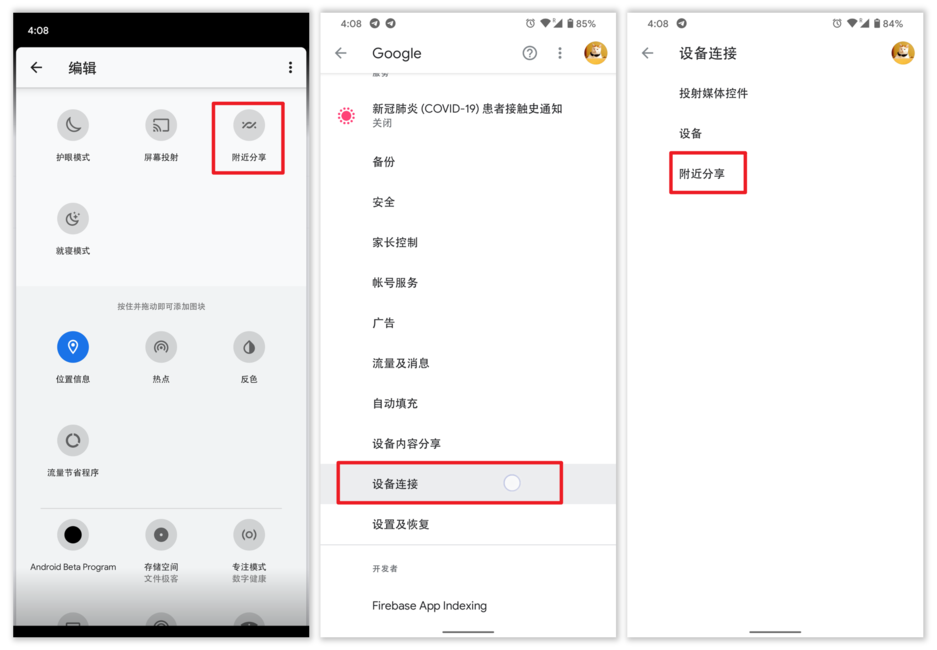 4:08
编辑
护眼模式
屏幕投射
附近分享
就寝模式
按住并拖动即可添加图块
位置信息
热点
反色
流量节省程序
Android Beta Program
存储空间
文件极客
专注模式
数字健康
4:08
85%
Google
服务
新冠肺炎 (COVID-19) 患者接触史通知
关闭
备份
安全
家长控制
帐号服务
广告
流量及消息
自动填充
设备内容分享
设备连接
设置及恢复
开发者
Firebase App Indexing
4:08
84%
设备连接
投射媒体控件
设备
附近分享